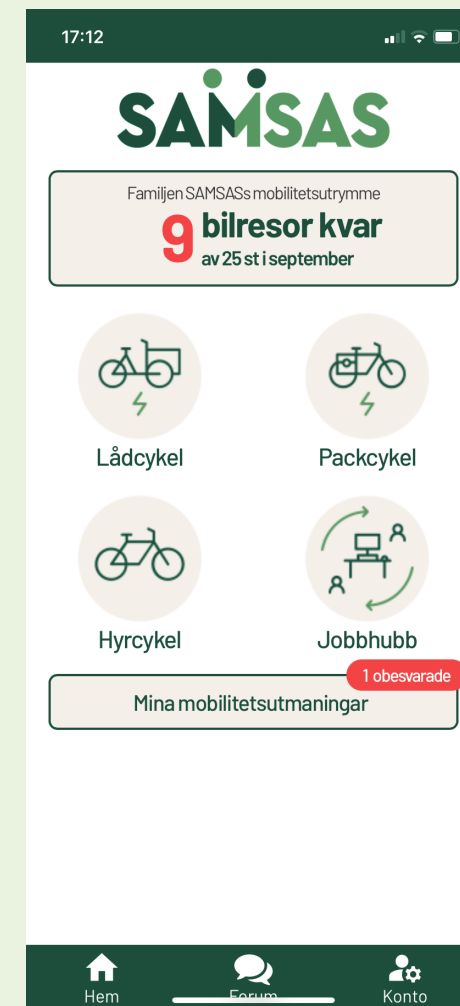 17:12
SAMSAS
Familjen SAMSASs mobilitetsutrymme
9 bilresor kvar
av 25 st i september
Lådcykel
Packcykel
Hyrcykel
Jobbhubb
1 obesvarade
Mina mobilitetsutmaningar
Hem
Forum
Konto